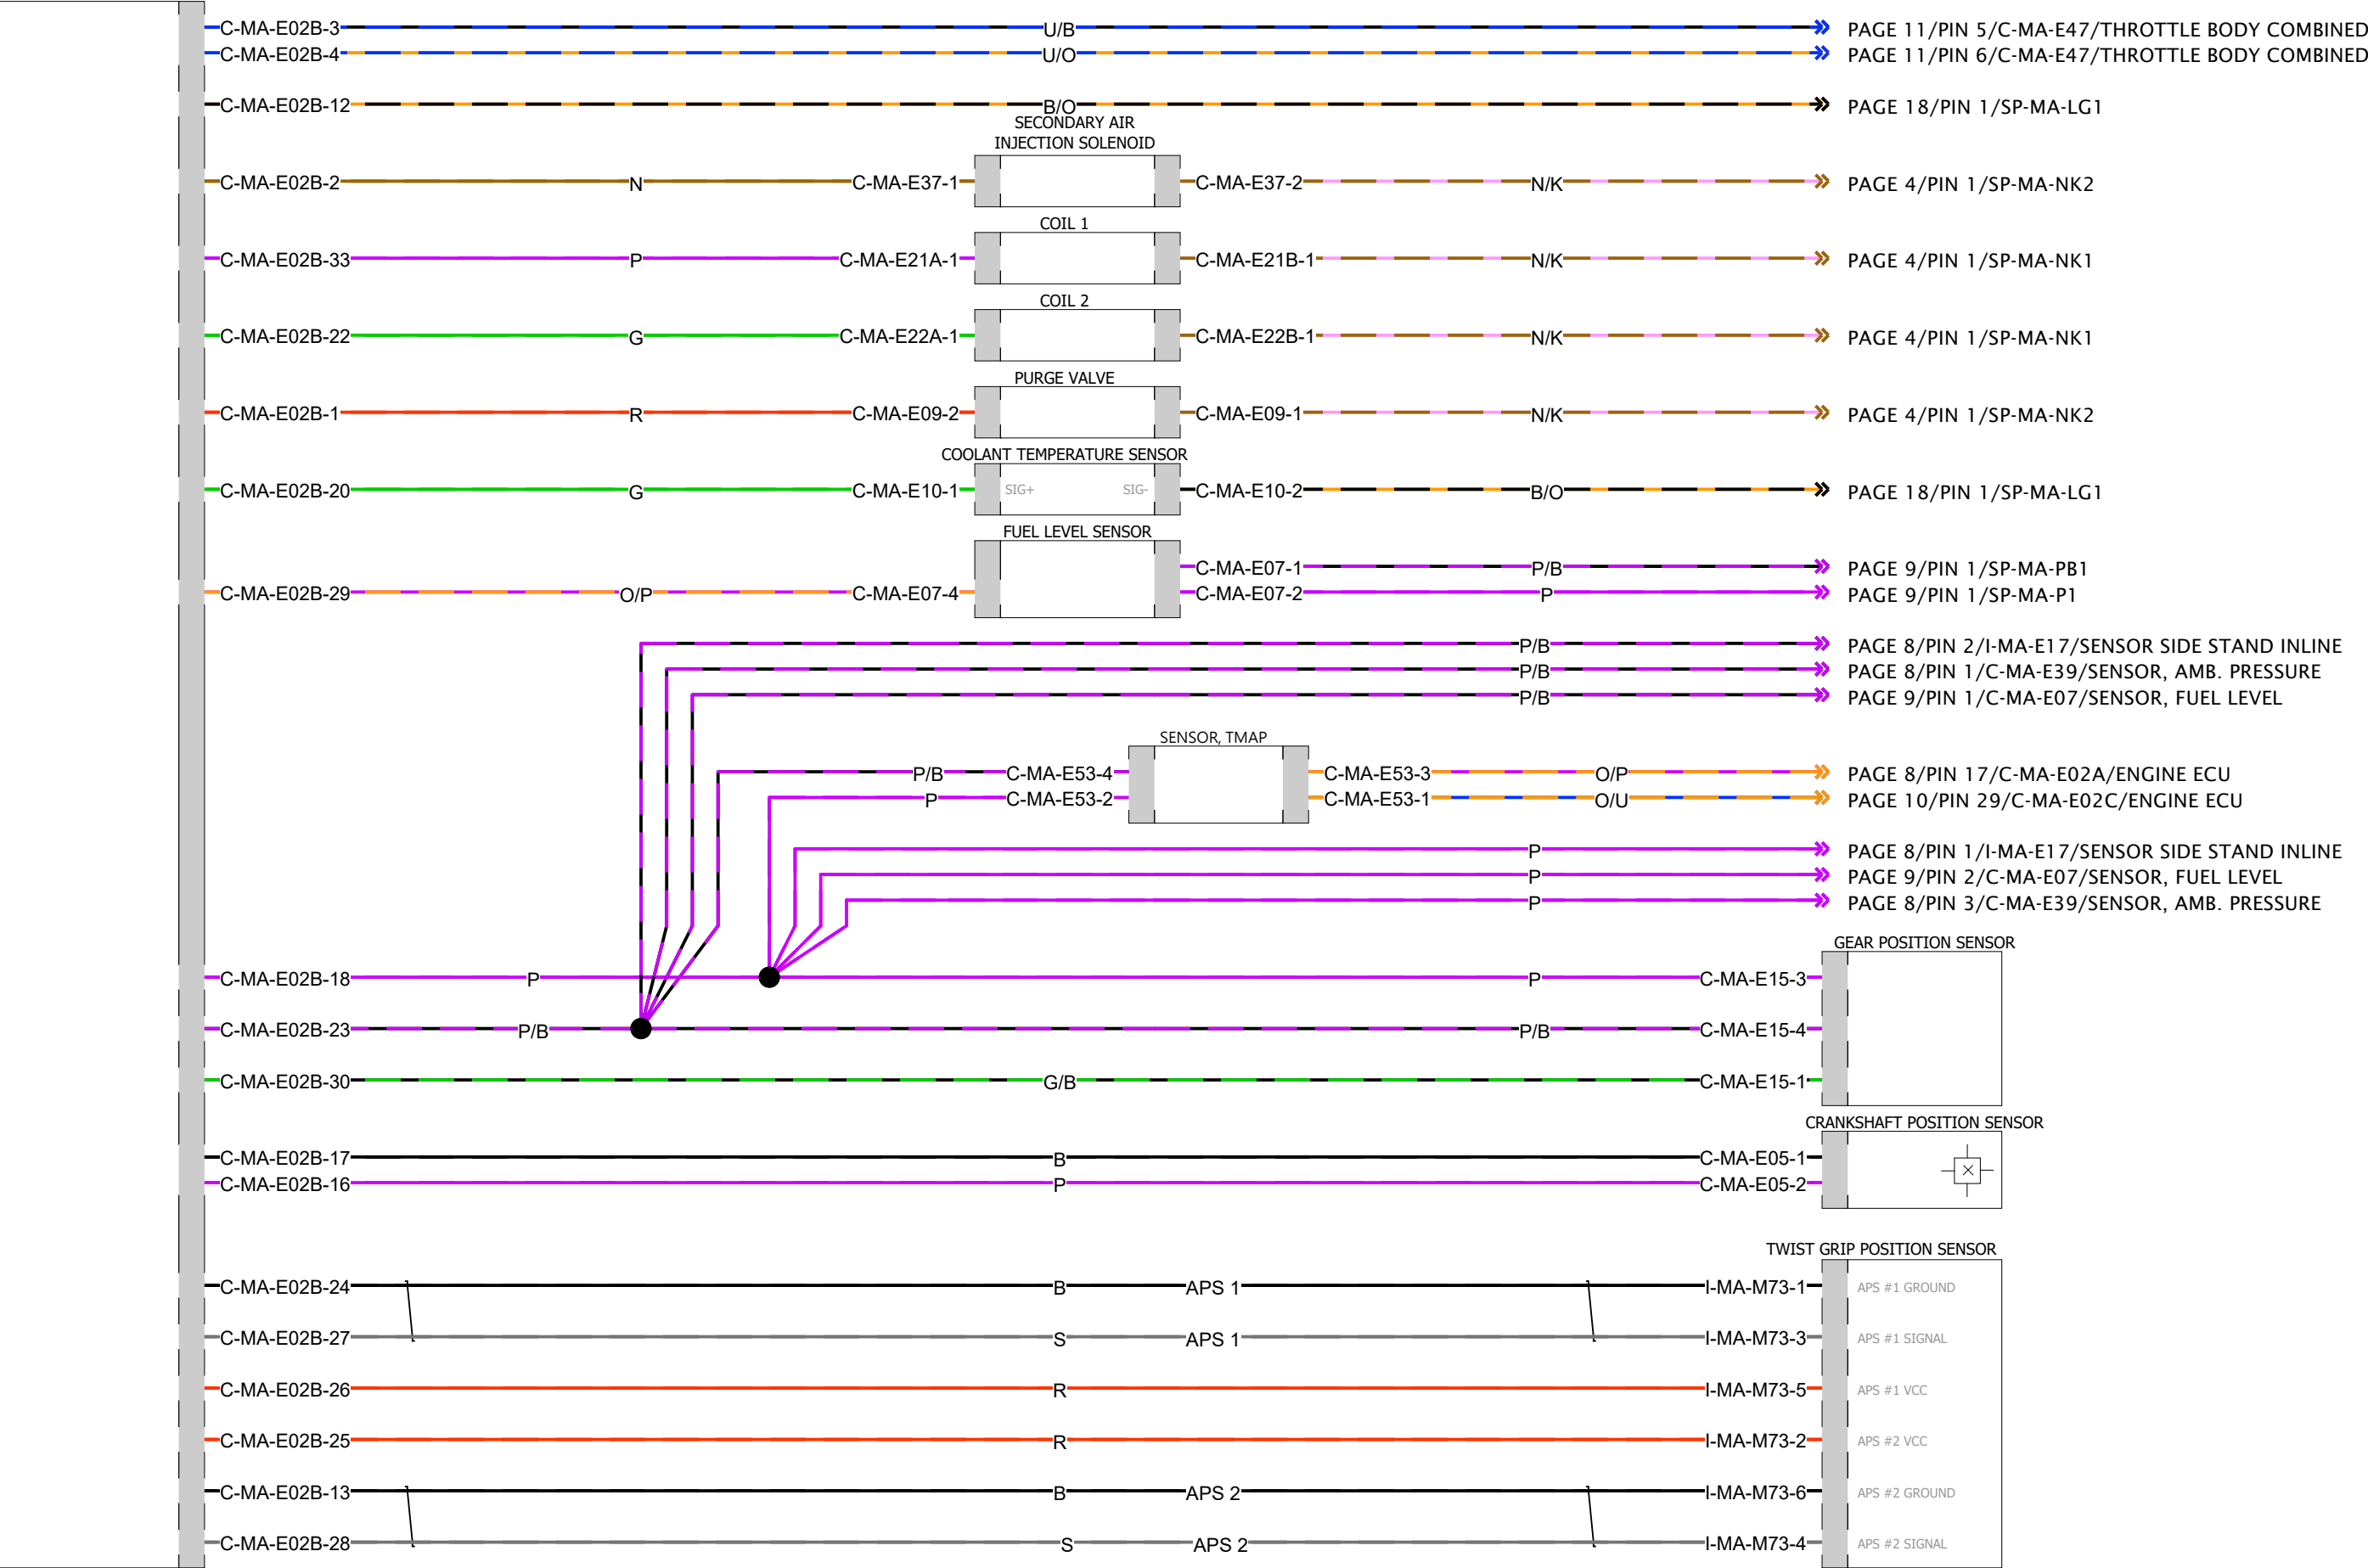 C-MA-E02B-3 U/B PAGE 11/PIN 5/C-MA-E47/THROTTLE BODY COMBINED
C-MA-E02B-4 U/O PAGE 11/PIN 6/C-MA-E47/THROTTLE BODY COMBINED
C-MA-E02B-12 B/O PAGE 18/PIN 1/SP-MA-LG1
SECONDARY AIR
INJECTION SOLENOID
C-MA-E02B-2 N C-MA-E37-1 C-MA-E37-2 N/K PAGE 4/PIN 1/SP-MA-NK2
COIL 1
C-MA-E02B-33 P C-MA-E21A-1 C-MA-E21B-1 N/K PAGE 4/PIN 1/SP-MA-NK1
COIL 2
C-MA-E02B-22 G C-MA-E22A-1 C-MA-E22B-1 N/K PAGE 4/PIN 1/SP-MA-NK1
PURGE VALVE
C-MA-E02B-1 R C-MA-E09-2 C-MA-E09-1 N/K PAGE 4/PIN 1/SP-MA-NK2
COOLANT TEMPERATURE SENSOR
C-MA-E02B-20 G C-MA-E10-1 SIG+ SIG- C-MA-E10-2 B/O PAGE 18/PIN 1/SP-MA-LG1
FUEL LEVEL SENSOR
C-MA-E07-1 P/B PAGE 9/PIN 1/SP-MA-PB1
C-MA-E02B-29 O/P C-MA-E07-4 C-MA-E07-2 P PAGE 9/PIN 1/SP-MA-P1
P/B PAGE 8/PIN 2/I-MA-E17/SENSOR SIDE STAND INLINE
P/B PAGE 8/PIN 1/C-MA-E39/SENSOR, AMB. PRESSURE
P/B PAGE 9/PIN 1/C-MA-E07/SENSOR, FUEL LEVEL
SENSOR, TMAP
P/B C-MA-E53-4 C-MA-E53-3 O/P PAGE 8/PIN 17/C-MA-E02A/ENGINE ECU
P C-MA-E53-2 C-MA-E53-1 O/U PAGE 10/PIN 29/C-MA-E02C/ENGINE ECU
P PAGE 8/PIN 1/I-MA-E17/SENSOR SIDE STAND INLINE
P PAGE 9/PIN 2/C-MA-E07/SENSOR, FUEL LEVEL
P PAGE 8/PIN 3/C-MA-E39/SENSOR, AMB. PRESSURE
GEAR POSITION SENSOR
C-MA-E02B-18 P P C-MA-E15-3
C-MA-E02B-23 P/B P/B C-MA-E15-4
C-MA-E02B-30 G/B C-MA-E15-1
CRANKSHAFT POSITION SENSOR
C-MA-E02B-17 B C-MA-E05-1
C-MA-E02B-16 P C-MA-E05-2
TWIST GRIP POSITION SENSOR
C-MA-E02B-24 B APS 1 I-MA-M73-1 APS #1 GROUND
C-MA-E02B-27 S APS 1 I-MA-M73-3 APS #1 SIGNAL
C-MA-E02B-26 R I-MA-M73-5 APS #1 VCC
C-MA-E02B-25 R I-MA-M73-2 APS #2 VCC
C-MA-E02B-13 B APS 2 I-MA-M73-6 APS #2 GROUND
C-MA-E02B-28 S APS 2 I-MA-M73-4 APS #2 SIGNAL